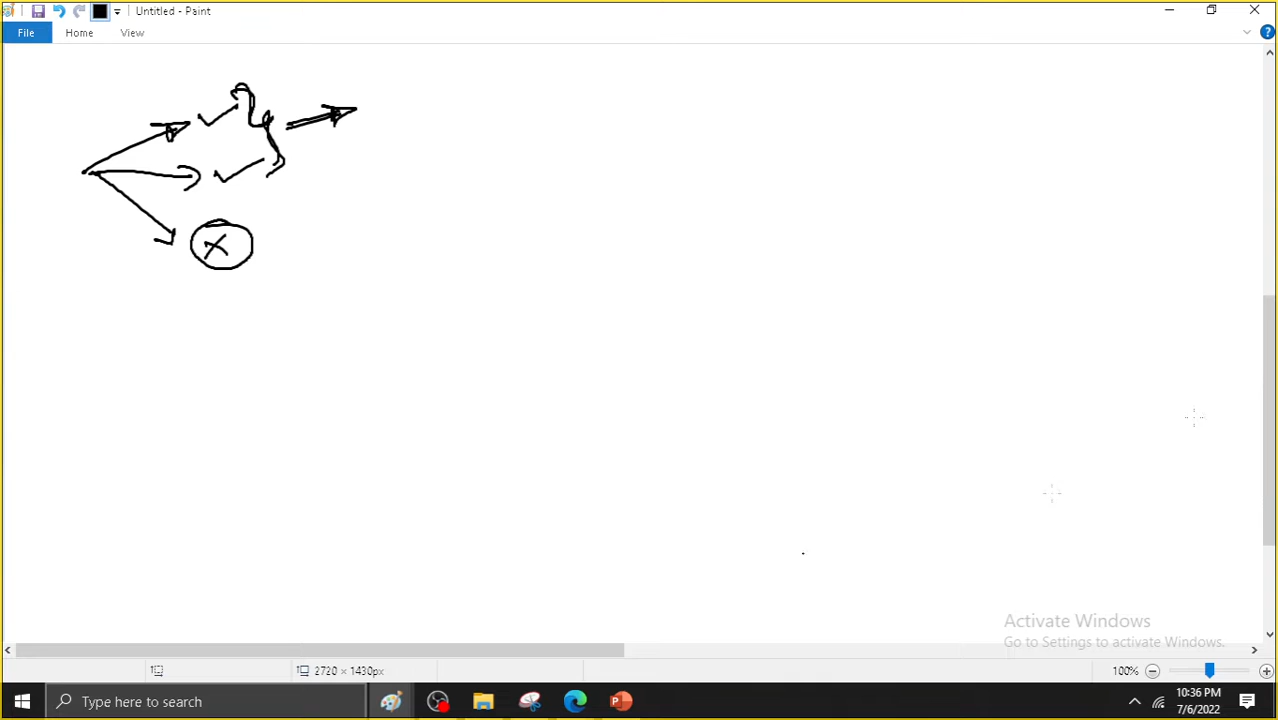 Untitled - Paint
File Home View
X
Activate Windows
Go to Settings to activate Windows.
2720 × 1430px
100%
Type here to search
10:36 PM
7/6/2022